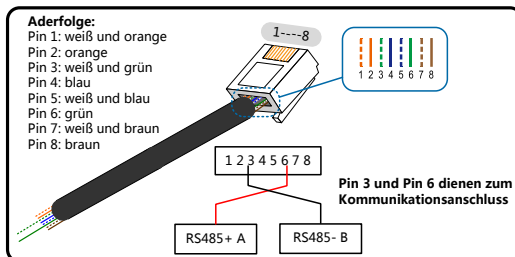 Aderfolge:
Pin 1: weiß und orange
Pin 2: orange
Pin 3: weiß und grün
Pin 4: blau
Pin 5: weiß und blau
Pin 6: grün
Pin 7: weiß und braun
Pin 8: braun
1----8
1 2 3 4 5 6 7 8
1 2 3 4 5 6 7 8
Pin 3 und Pin 6 dienen zum
Kommunikationsanschluss
RS485+ A
RS485- B